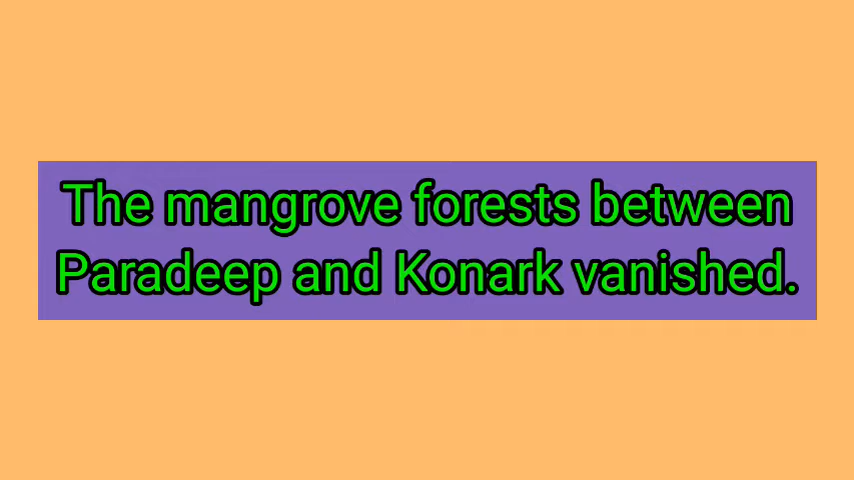 The mangrove forests between
Paradeep and Konark vanished.